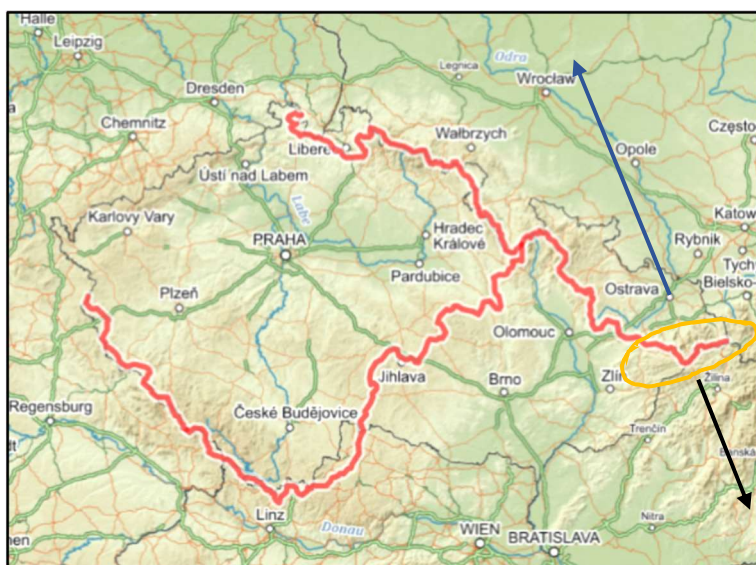 Halle
Leipzig
Odra
Legnica
Wrocław
Dresden
Chemnitz
Wałbrzych
Często
Liberec
Opole
Ústí nad Labem
Karlovy Vary
Labe
Katow
Hradec
Králové
Rybnik
PRAHA
Tych
Pardubice
Bielsko-
Ostrava
Plzeň
Olomouc
Jihlava
Zlín
Žilina
Brno
Regensburg
České Budějovice
Trenčín
Linz
Donau
Nitra
WIEN
BRATISLAVA